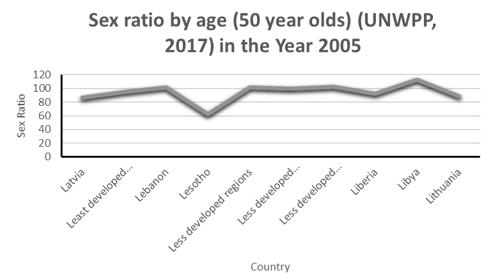 Sex ratio by age (50 year olds) (UNWPP,
2017) in the Year 2005
120
100
80
60
40
20
0
Sex Ratio
Latvia
Least developed...
Lebanon
Lesotho
Less developed regions
Less developed...
Less developed...
Liberia
Libya
Lithuania
Country